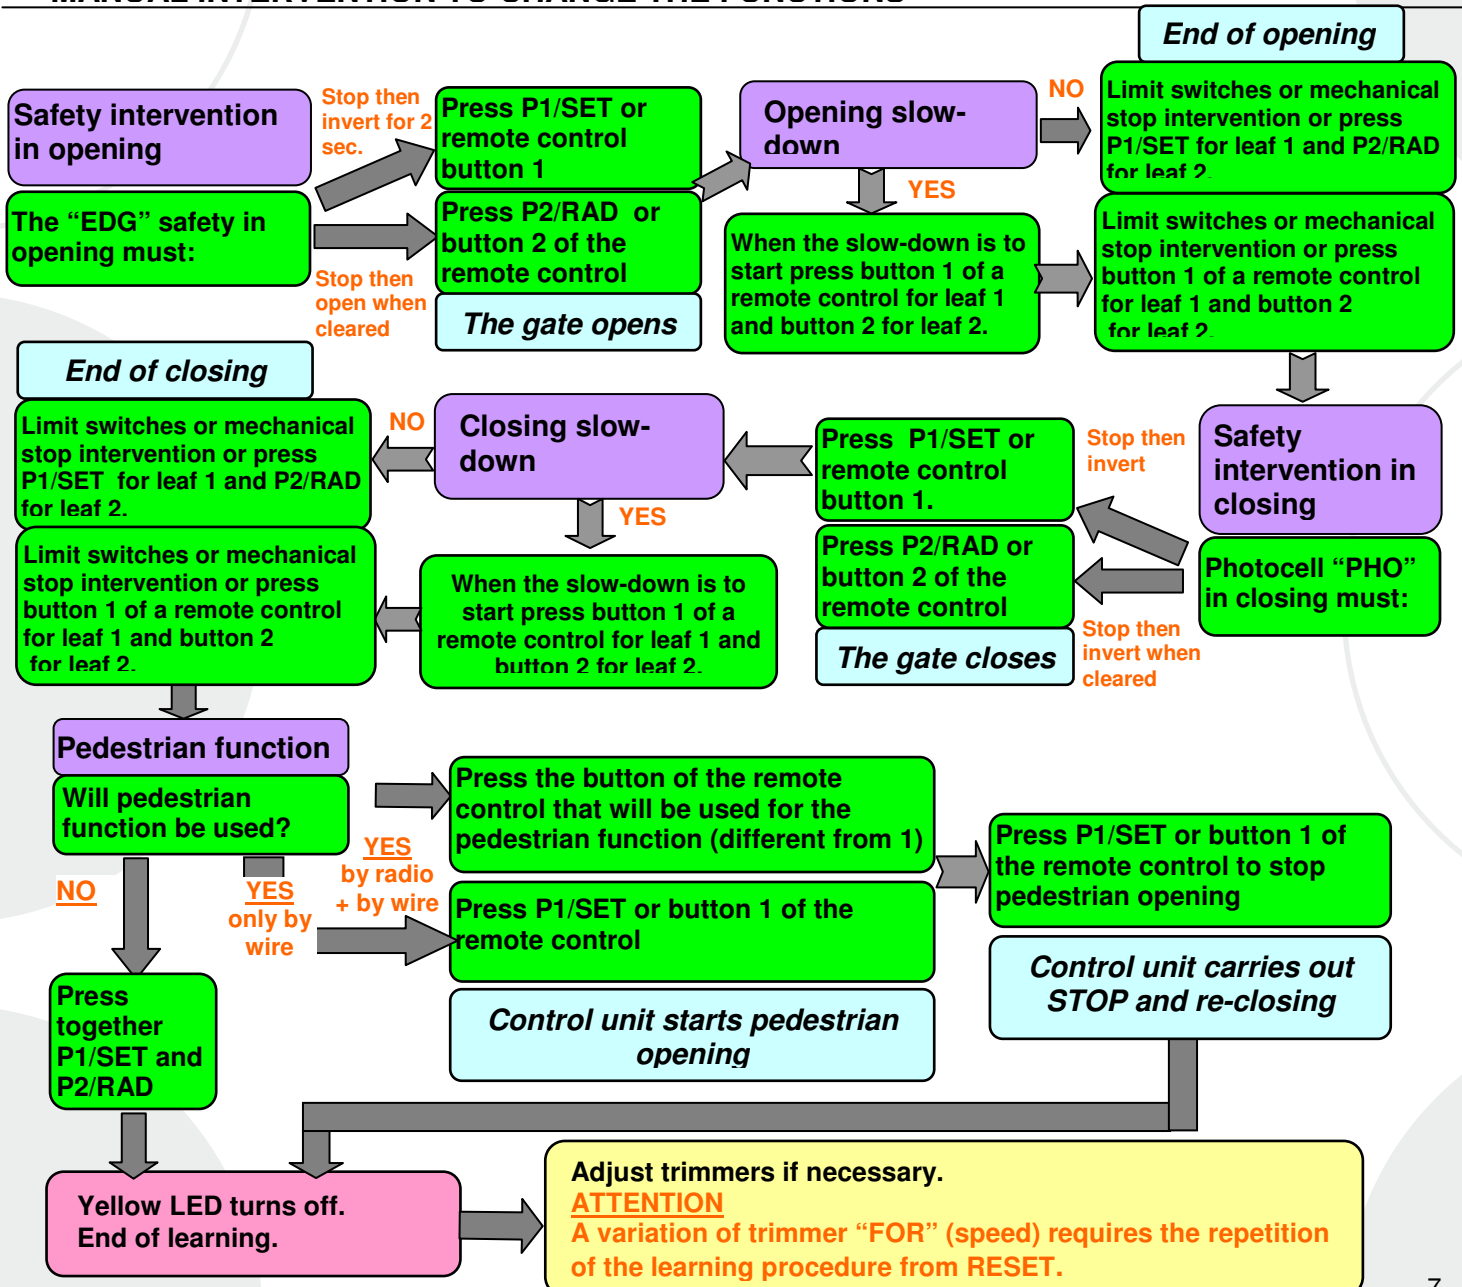 MANUAL INTERVENTION TO CHANGE THE FUNCTIONS
End of opening
Safety intervention
in opening
The “EDG” safety in
opening must:
Stop then
invert for 2
sec.
Stop then
open when
cleared
Press P1/SET or
remote control
button 1
Press P2/RAD or
button 2 of the
remote control
The gate opens
Opening slow-
down
NO
YES
When the slow-down is to
start press button 1 of a
remote control for leaf 1
and button 2 for leaf 2.
Limit switches or mechanical
stop intervention or press
P1/SET for leaf 1 and P2/RAD
for leaf 2.
Limit switches or mechanical
stop intervention or press
button 1 of a remote control
for leaf 1 and button 2
for leaf 2.
Safety
intervention in
closing
Photocell “PHO”
in closing must:
Stop then
invert
Stop then
invert when
cleared
Press P1/SET or
remote control
button 1.
Press P2/RAD or
button 2 of the
remote control
The gate closes
Closing slow-
down
NO
YES
When the slow-down is to
start press button 1 of a
remote control for leaf 1 and
button 2 for leaf 2.
End of closing
Limit switches or mechanical
stop intervention or press
P1/SET for leaf 1 and P2/RAD
for leaf 2.
Limit switches or mechanical
stop intervention or press
button 1 of a remote control
for leaf 1 and button 2
for leaf 2.
Pedestrian function
Will pedestrian
function be used?
NO
YES
only by
wire
YES
by radio
+ by wire
Press the button of the remote
control that will be used for the
pedestrian function (different from 1)
Press P1/SET or button 1 of the
remote control
Control unit starts pedestrian
opening
Press P1/SET or button 1 of
the remote control to stop
pedestrian opening
Control unit carries out
STOP and re-closing
Press
together
P1/SET and
P2/RAD
Yellow LED turns off.
End of learning.
Adjust trimmers if necessary.
ATTENTION
A variation of trimmer “FOR” (speed) requires the repetition
of the learning procedure from RESET.
7